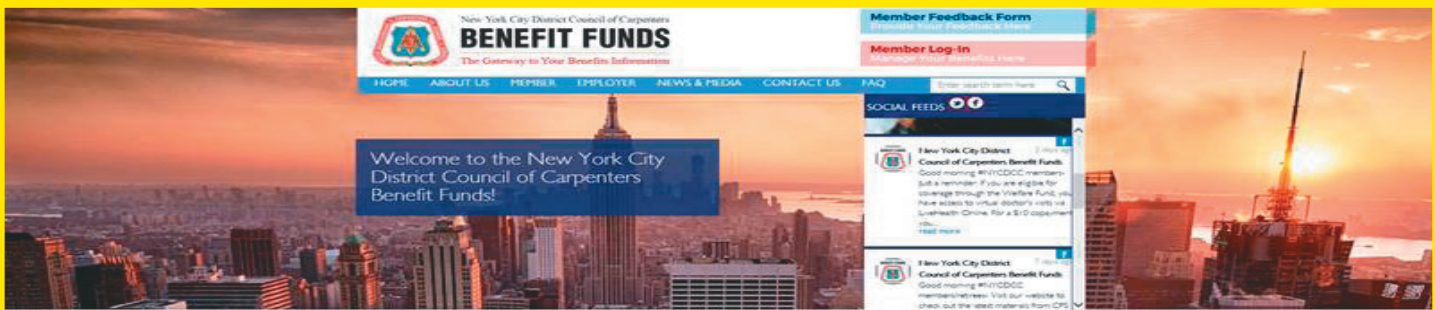 New York City District Council of Carpenters
BENEFIT FUNDS
The Gateway to Your Benefits Information
Member Feedback Form
Provide Your Feedback Here
Member Log-In
Manage Your Benefits Here
HOME ABOUT US MEMBER EMPLOYER NEWS & MEDIA CONTACT US FAQ
Enter search term here
SOCIAL FEEDS
Welcome to the New York City
District Council of Carpenters
Benefit Funds!
New York City District
Council of Carpenters Benefit Funds
Good morning #NYCDCC members-
just a reminder: if you are eligible for
coverage through the Welfare Fund, you
have access to virtual doctor's visits via
LiveHealth Online. For a $10 copayment
you...
read more
New York City District
Council of Carpenters Benefit Funds
Good morning #NYCDCC
members/retirees! Visit our website to
check out the latest materials from CPS